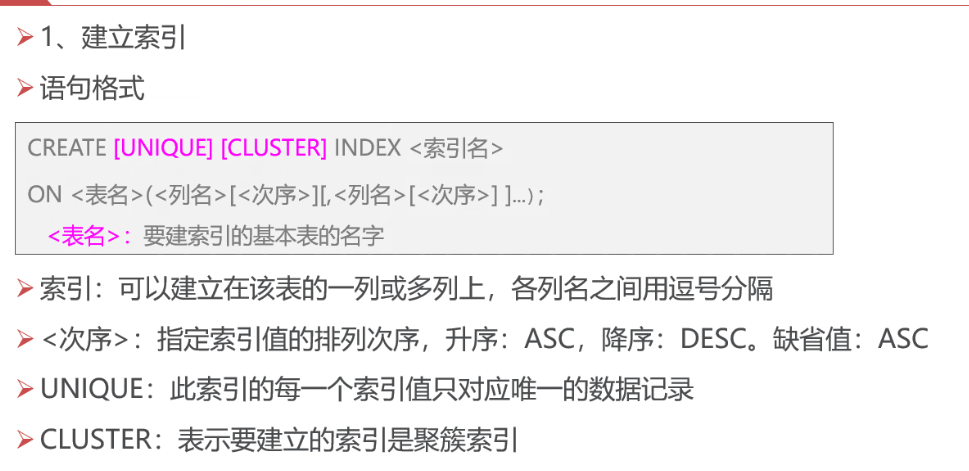 1、建立索引
语句格式
CREATE [UNIQUE] [CLUSTER] INDEX <索引名>
ON <表名>(<列名>[<次序>][,<列名>[<次序>] ]…);
<表名>：要建索引的基本表的名字
索引：可以建立在该表的一列或多列上，各列名之间用逗号分隔
<次序>：指定索引值的排列次序，升序：ASC，降序：DESC。缺省值：ASC
UNIQUE：此索引的每一个索引值只对应唯一的数据记录
CLUSTER：表示要建立的索引是聚簇索引